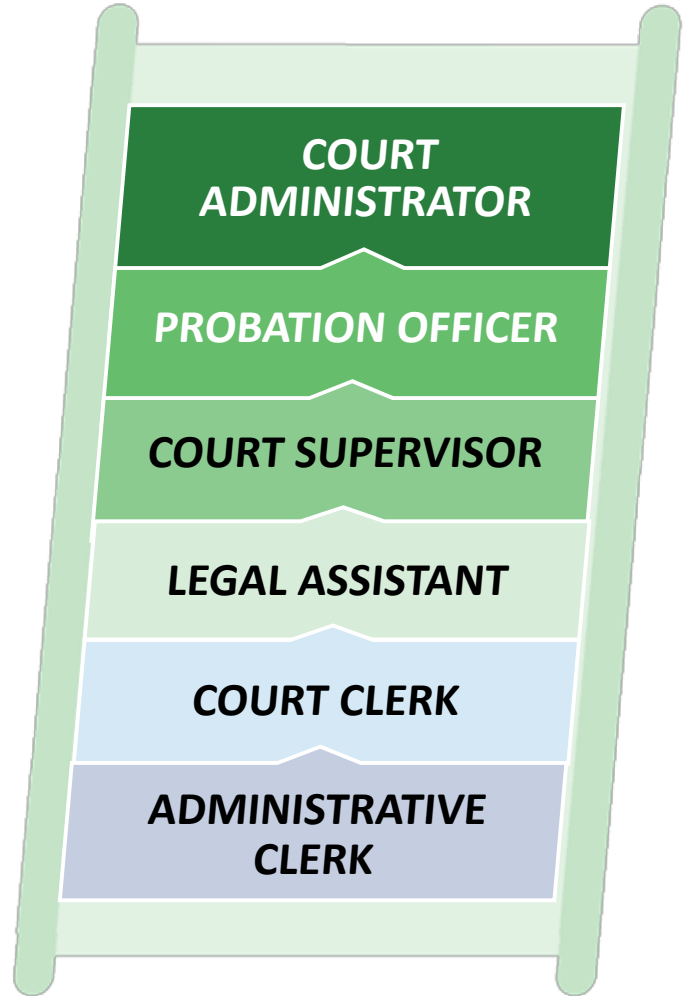 COURT
ADMINISTRATOR
PROBATION OFFICER
COURT SUPERVISOR
LEGAL ASSISTANT
COURT CLERK
ADMINISTRATIVE
CLERK